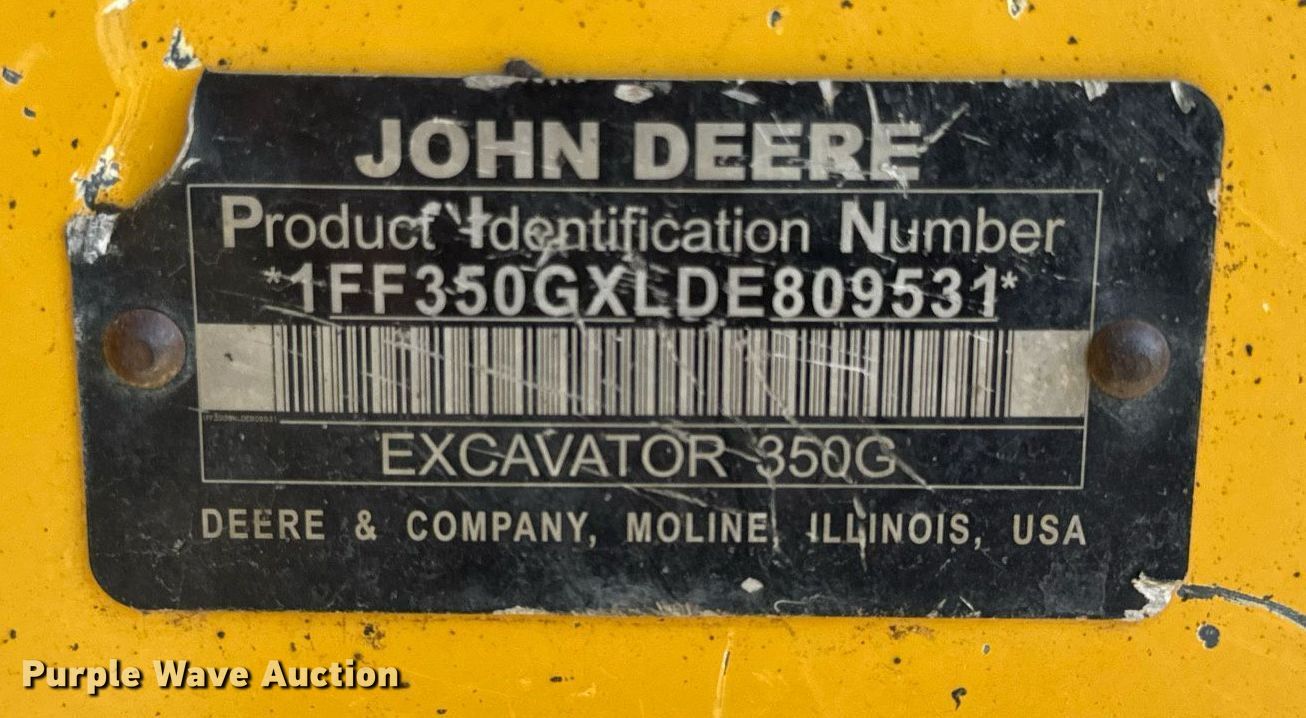 JOHN DEERE
Product Identification Number
*1FF350GXLDE809531*
EXCAVATOR 350G
DEERE & COMPANY, MOLINE, ILLINOIS, USA
Purple Wave Auction